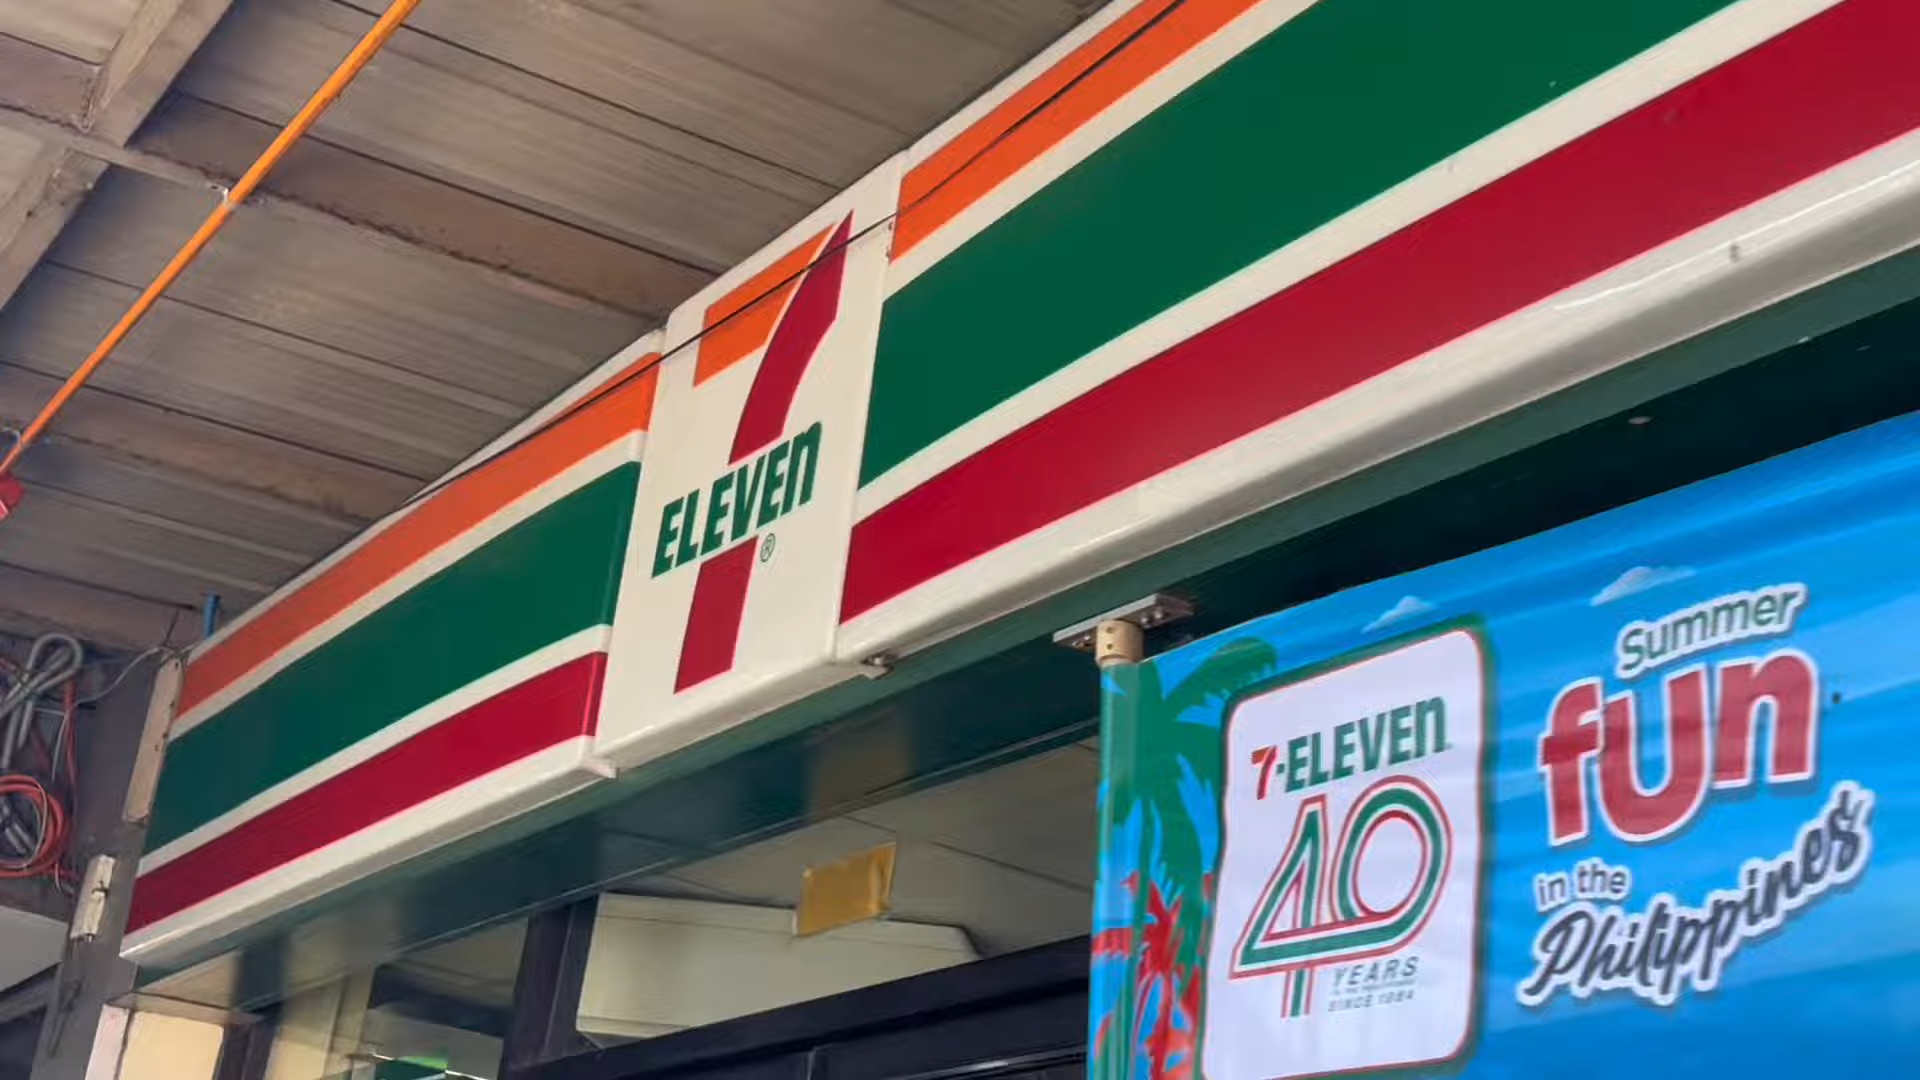 7
ELEVEn
®
Summer
fun
in the
Philippines
7-ELEVEn
40
YEARS
SINCE 1984